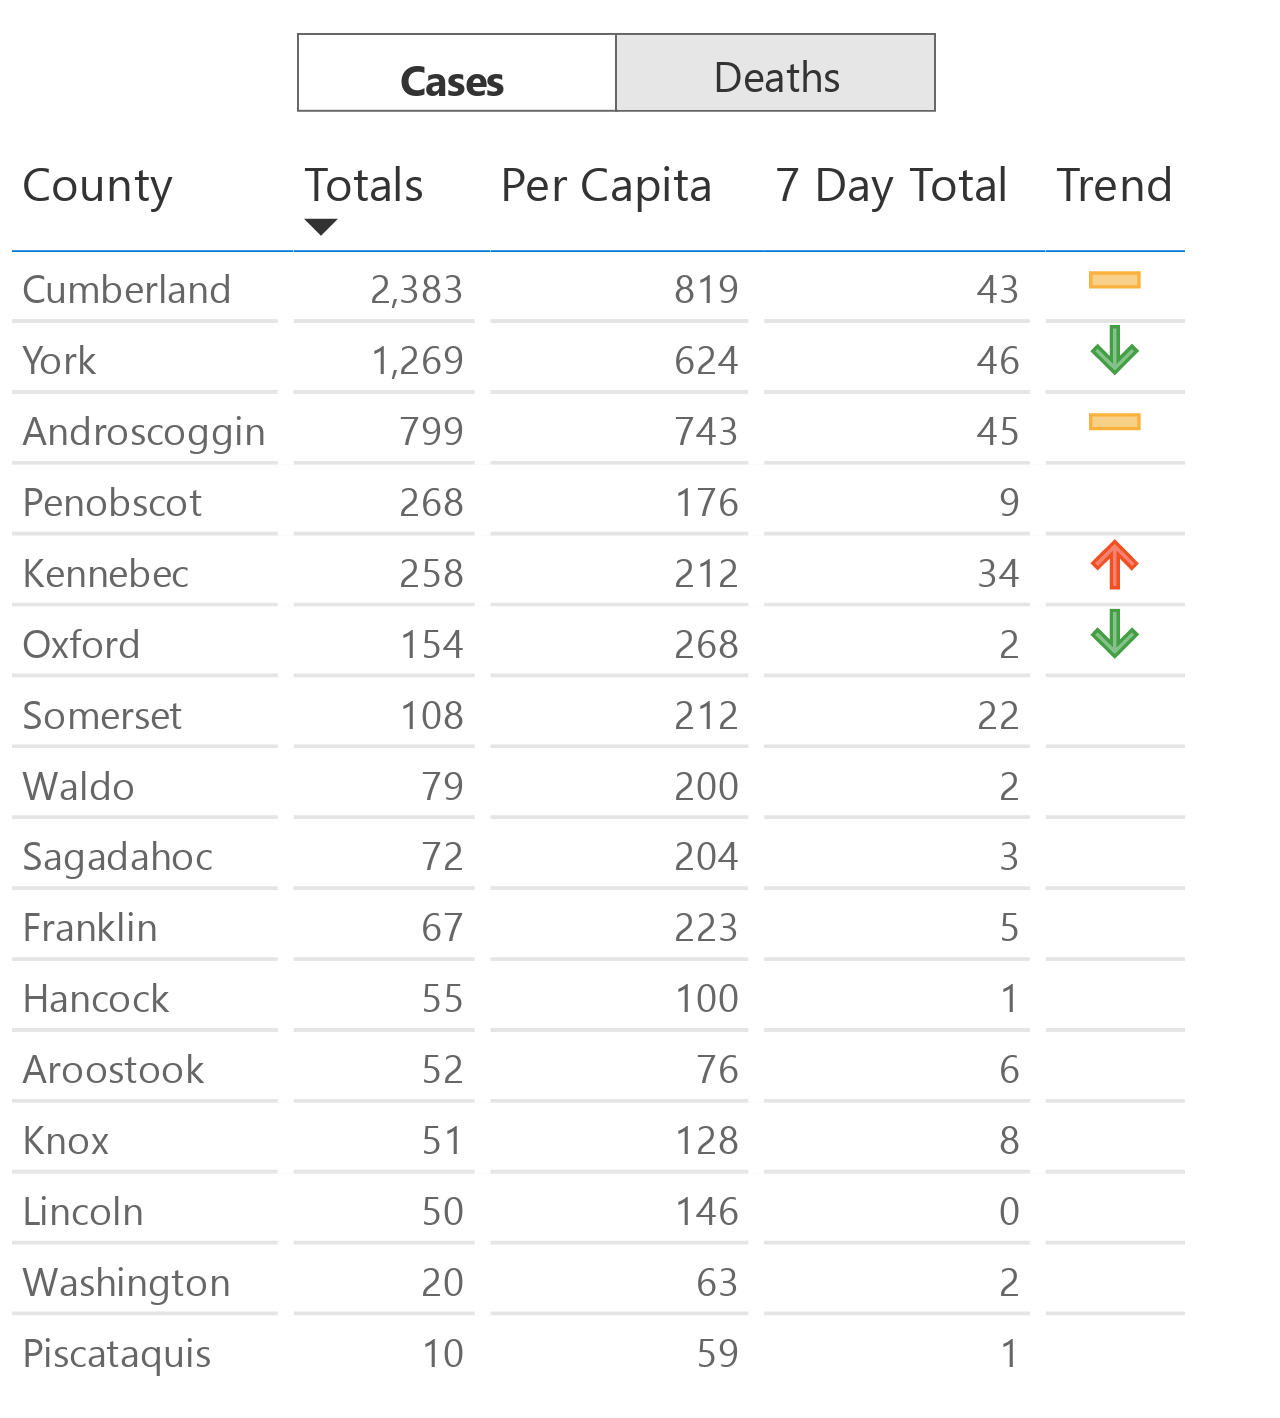 Cases Deaths
County Totals Per Capita 7 Day Total Trend
Cumberland 2,383 819 43
York 1,269 624 46
Androscoggin 799 743 45
Penobscot 268 176 9
Kennebec 258 212 34
Oxford 154 268 2
Somerset 108 212 22
Waldo 79 200 2
Sagadahoc 72 204 3
Franklin 67 223 5
Hancock 55 100 1
Aroostook 52 76 6
Knox 51 128 8
Lincoln 50 146 0
Washington 20 63 2
Piscataquis 10 59 1